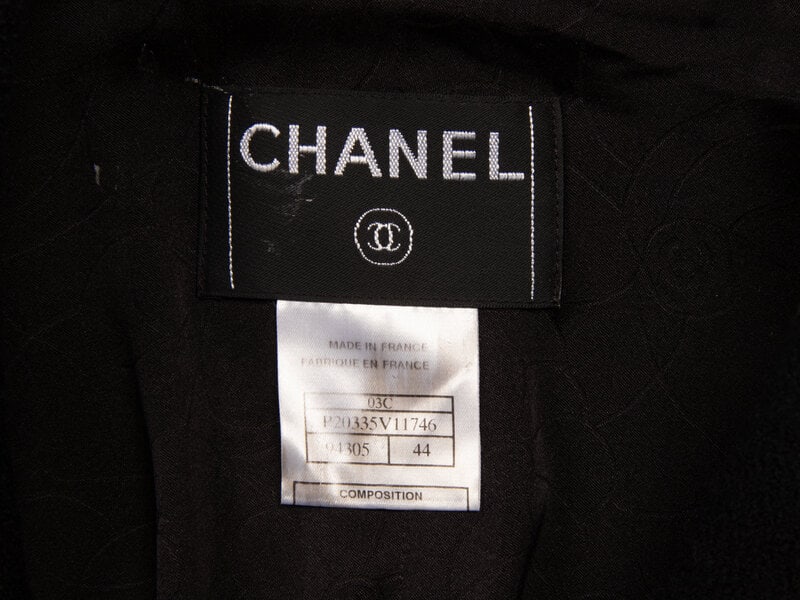 CHANEL
MADE IN FRANCE
FABRIQUE EN FRANCE
03C
P20335V11746
94305 44
COMPOSITION